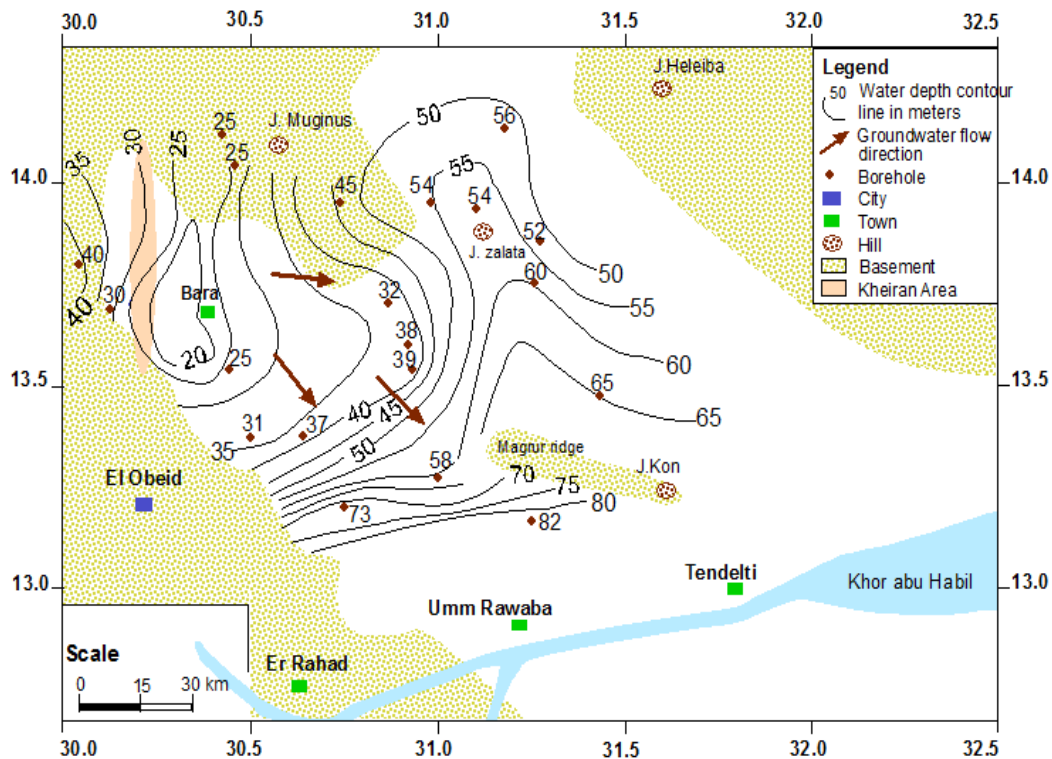 30.0 30.5 31.0 31.5 32.0 32.5
14.0
13.5
13.0
14.0
13.5
13.0
Legend
50 Water depth contour
line in meters
Groundwater flow
direction
Borehole
City
Town
Hill
Basement
Kheiran Area
J.Heleiba
J. Muginus
J. zalata
Bara
El Obeid
Magrur ridge
J.Kon
Tendelti
Umm Rawaba
Er Rahad
Khor abu Habil
35
30
25
25
25
45
50
56
55
54
54
52
50
55
60
60
65
65
40
40
30
20
25
32
38
39
31
35
37
40
45
50
58
70
75
80
73
82
Scale
0 15 30 km
30.0 30.5 31.0 31.5 32.0 32.5